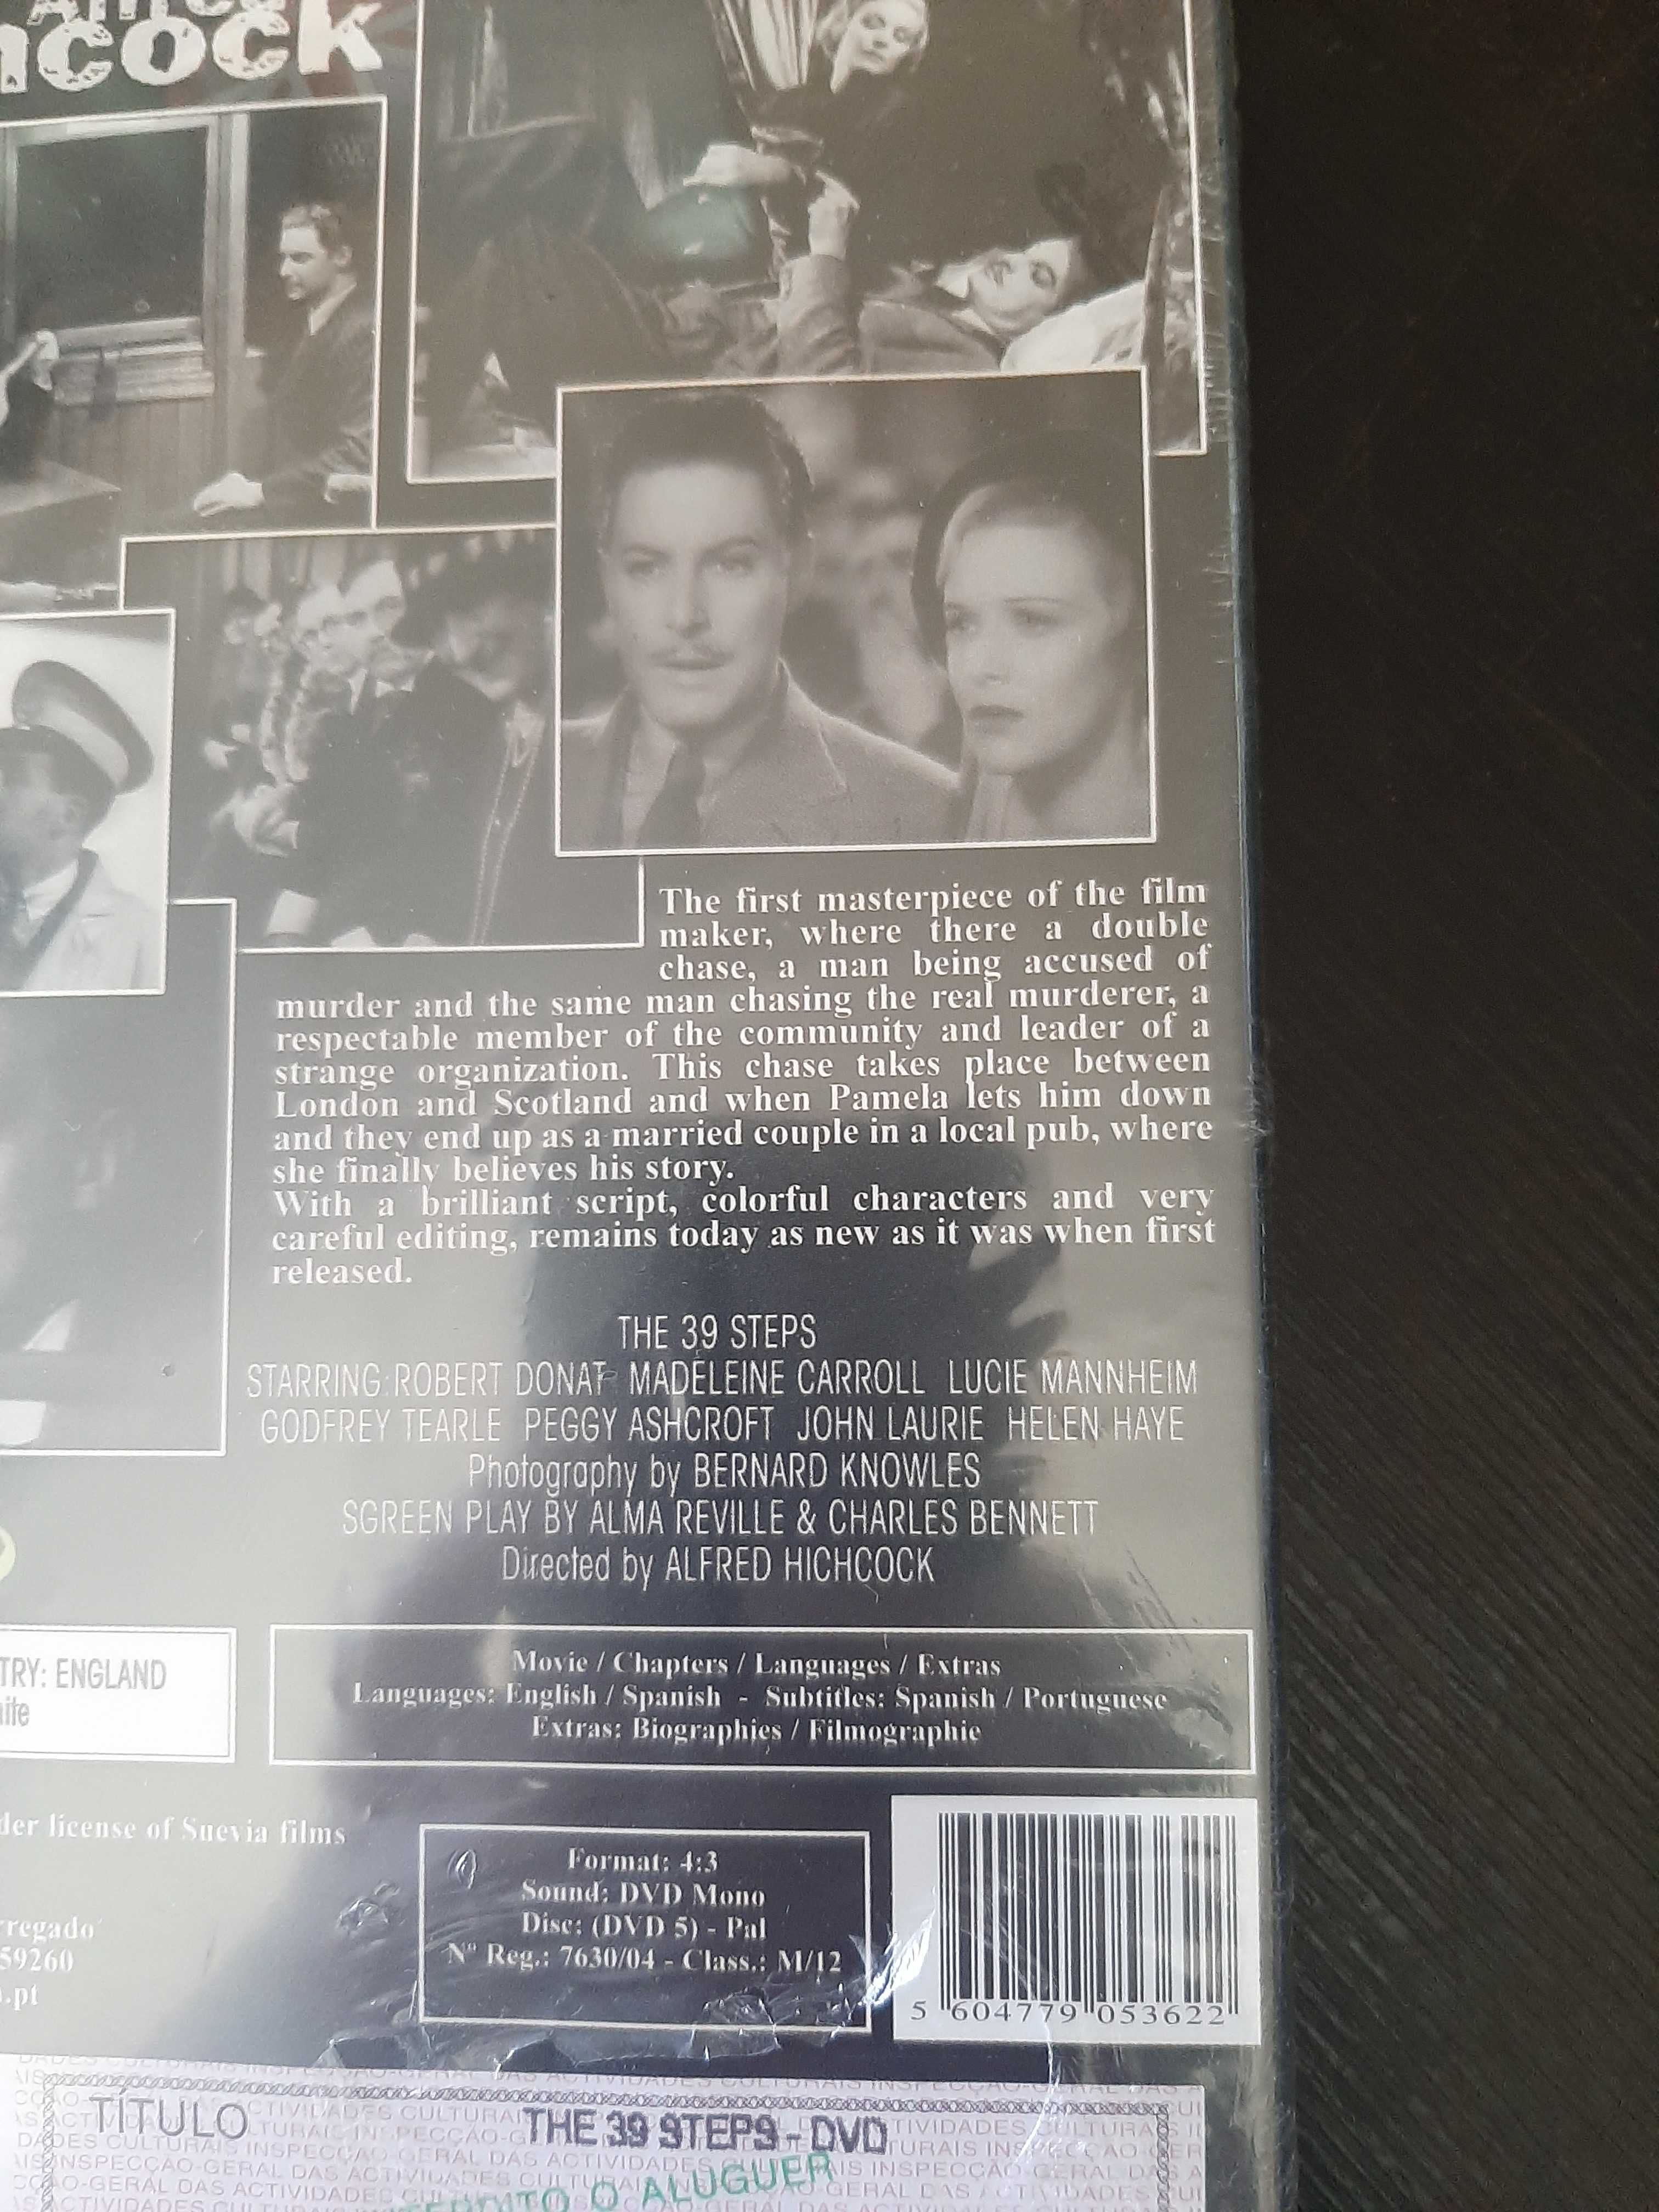 The first masterpiece of the film
maker, where there a double
chase, a man being accused of
murder and the same man chasing the real murderer, a
respectable member of the community and leader of a
strange organization. This chase takes place between
London and Scotland and when Pamela lets him down
and they end up as a married couple in a local pub, where
she finally believes his story.
With a brilliant script, colorful characters and very
careful editing, remains today as new as it was when first
released.
THE 39 STEPS
STARRING: ROBERT DONAT MADELEINE CARROLL LUCIE MANNHEIM
GODFREY TEARLE PEGGY ASHCROFT JOHN LAURIE HELEN HAYE
Photography by BERNARD KNOWLES
SGREEN PLAY BY ALMA REVILLE & CHARLES BENNETT
Directed by ALFRED HICHCOCK
TRY: ENGLAND
Movie / Chapters / Languages / Extras
Languages: English / Spanish - Subtitles: Spanish / Portuguese
Extras: Biographies / Filmographie
der license of Suevia films
Format: 4:3
Sound: DVD Mono
Disc: (DVD 5) - Pal
Nº Reg.: 7630/04 - Class.: M/12
rregado
59260
.pt
5 604779 053622
TÍTULO THE 39 STEPS - DVD
O ALUGUER